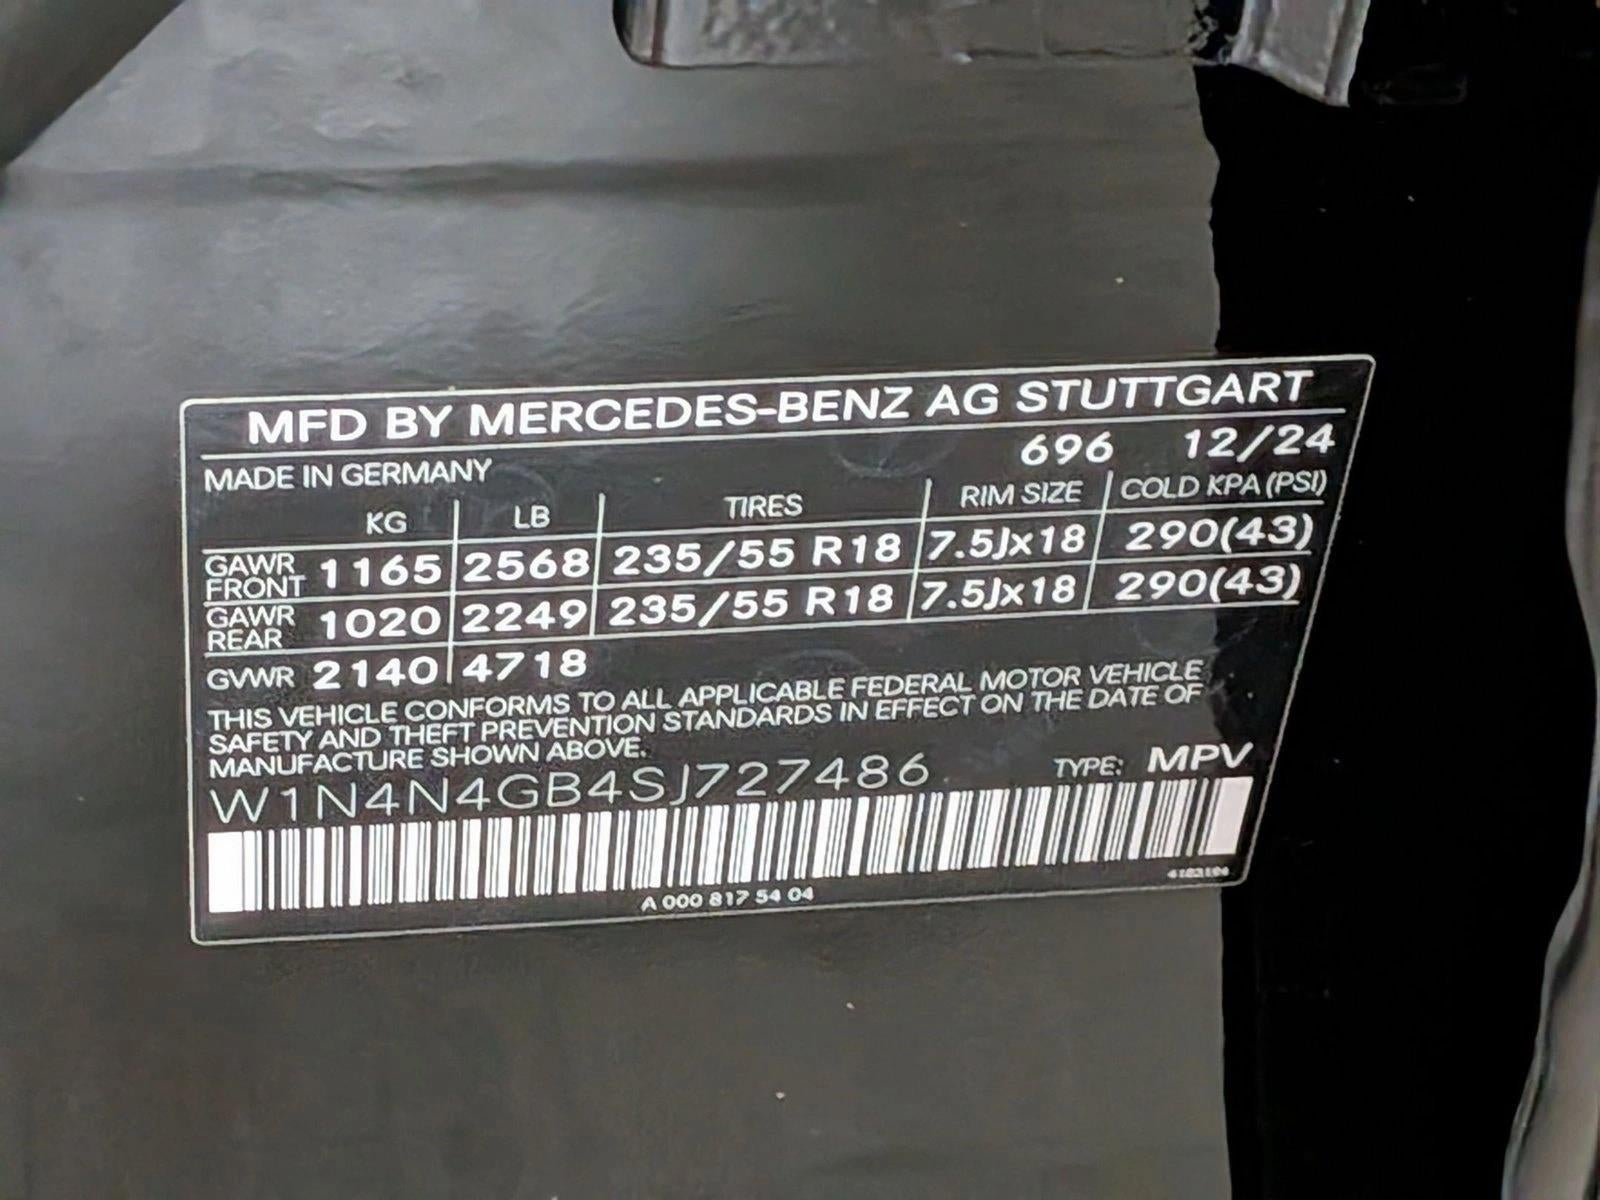 MFD BY MERCEDES-BENZ AG STUTTGART
696 12/24
MADE IN GERMANY
KG LB TIRES RIM SIZE COLD KPA (PSI)
GAWR FRONT 1165 2568 235/55 R18 7.5Jx18 290(43)
GAWR REAR 1020 2249 235/55 R18 7.5Jx18 290(43)
GVWR 2140 4718
THIS VEHICLE CONFORMS TO ALL APPLICABLE FEDERAL MOTOR VEHICLE
SAFETY AND THEFT PREVENTION STANDARDS IN EFFECT ON THE DATE OF
MANUFACTURE SHOWN ABOVE.
W1N4N4GB4SJ727486 TYPE: MPV
A 000 817 54 04